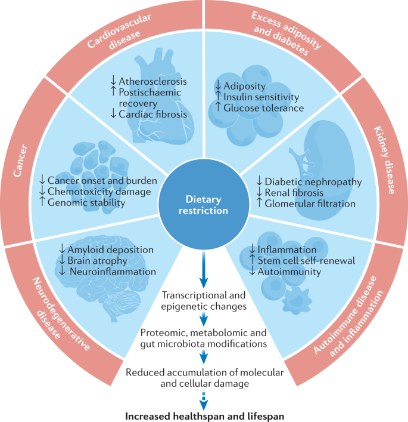 Cardiovascular
disease
Excess adiposity
and diabetes
Cancer
Kidney disease
Neurodegenerative
disease
Autoimmune disease
and inflammation
↓ Atherosclerosis
↑ Postischaemic
recovery
↓ Cardiac fibrosis
↓ Adiposity
↑ Insulin sensitivity
↑ Glucose tolerance
↓ Cancer onset and burden
↓ Chemotoxicity damage
↑ Genomic stability
Dietary
restriction
↓ Diabetic nephropathy
↓ Renal fibrosis
↑ Glomerular filtration
↓ Amyloid deposition
↓ Brain atrophy
↓ Neuroinflammation
↓ Inflammation
↑ Stem cell self-renewal
↓ Autoimmunity
Transcriptional and
epigenetic changes
Proteomic, metabolomic and
gut microbiota modifications
Reduced accumulation of molecular
and cellular damage
Increased healthspan and lifespan